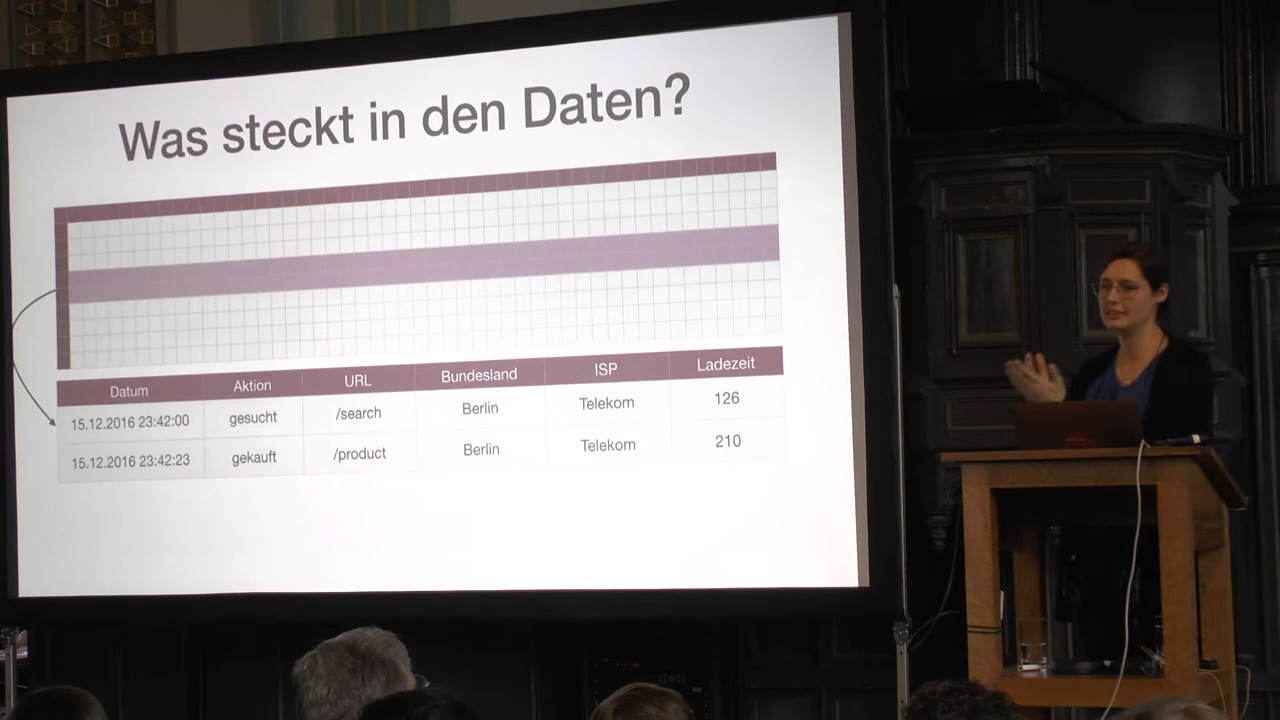 Was steckt in den Daten?
Datum Aktion URL Bundesland ISP Ladezeit
15.12.2016 23:42:00 gesucht /search Berlin Telekom 126
15.12.2016 23:42:23 gekauft /product Berlin Telekom 210